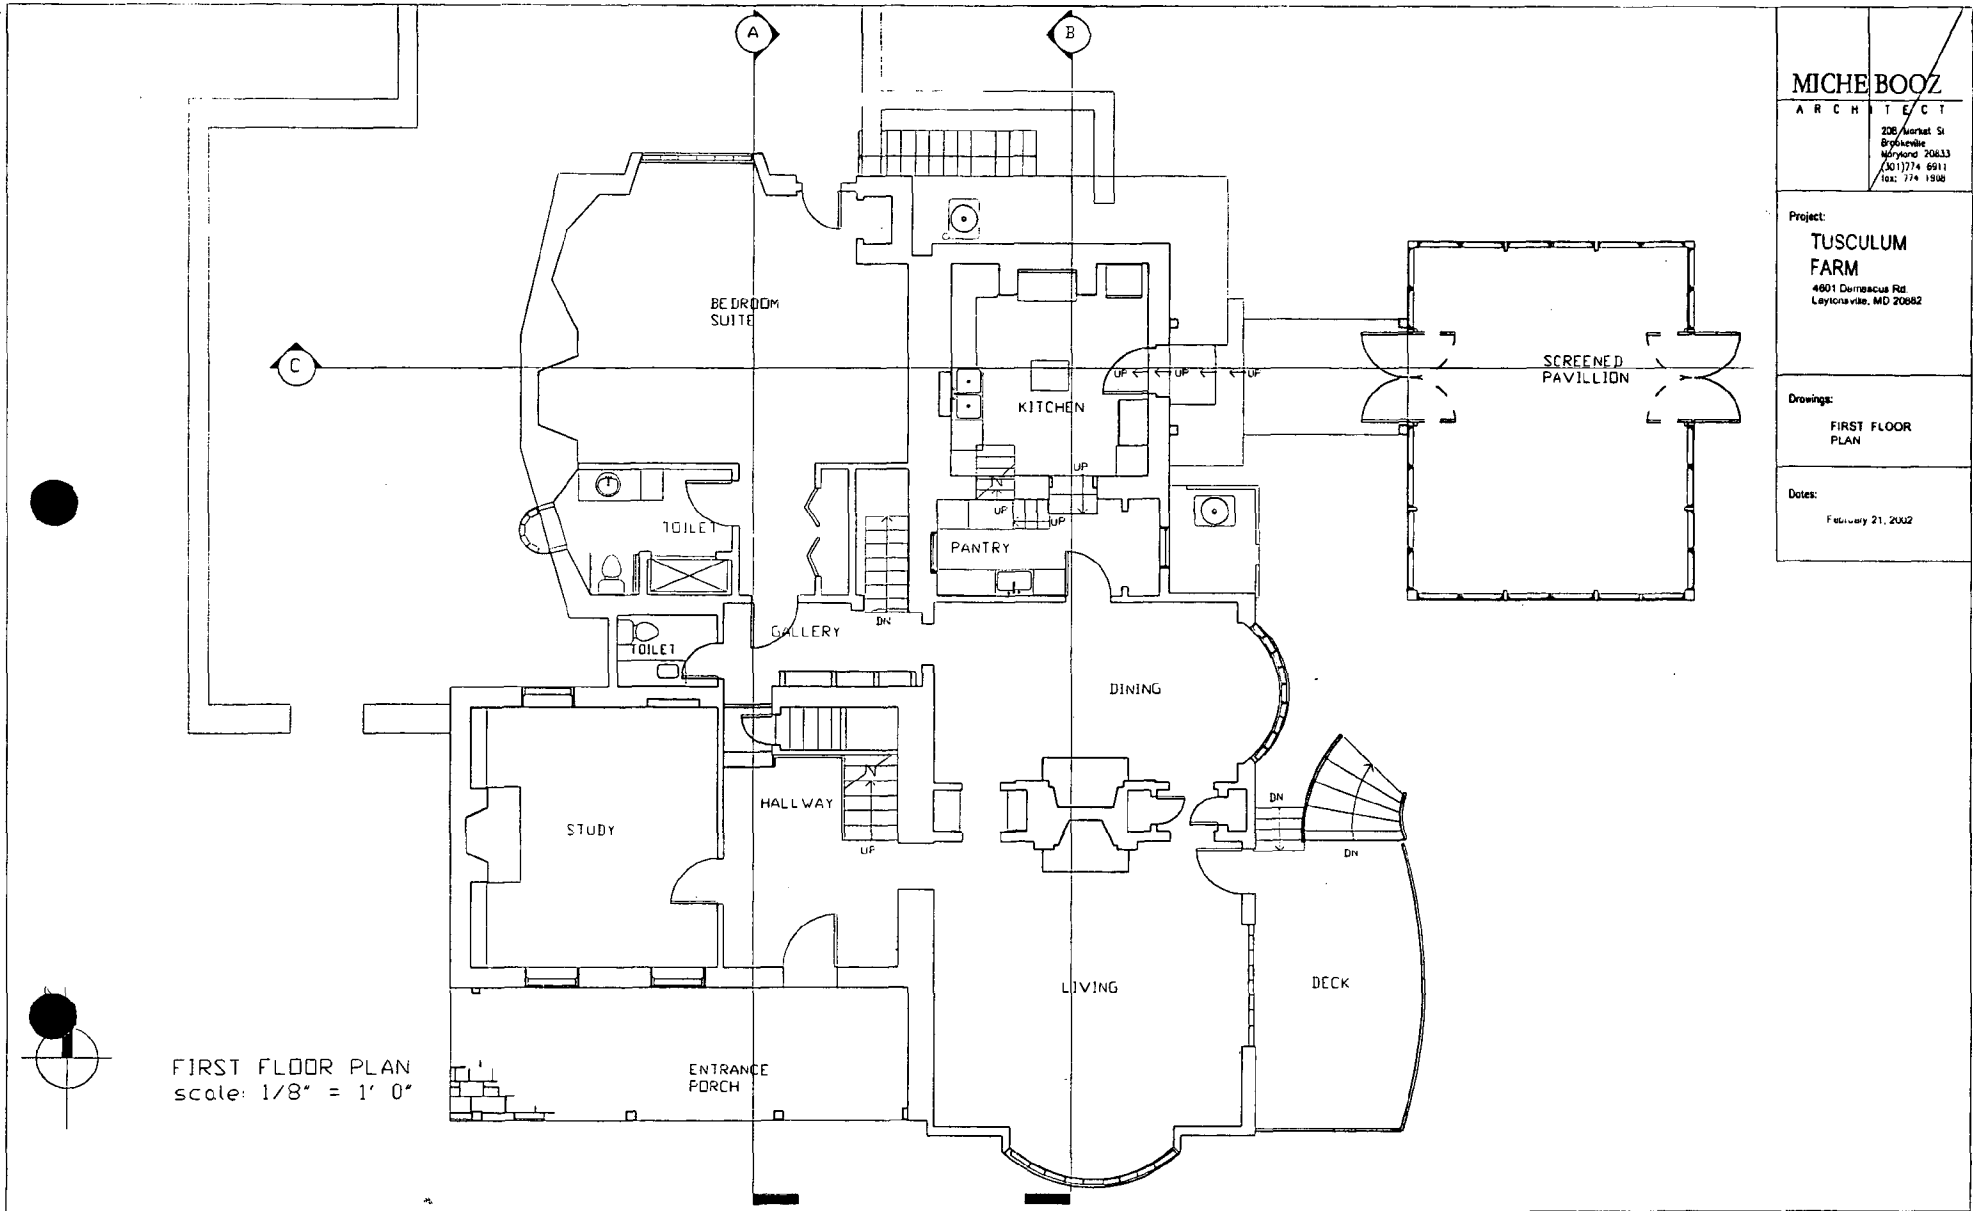 A
B
MICHE BOOZ
ARCHITECT
208 Market St
Brookeville
Maryland 20833
(301)774 6911
fax: 774 1908
Project:
TUSCULUM
FARM
4601 Damascus Rd.
Laytonsville, MD 20882
Drawings:
FIRST FLOOR
PLAN
Dates:
February 21, 2002
BEDROOM
SUITE
C
SCREENED
PAVILLION
UP
UP
UP
KITCHEN
UP
UP
UP
TOILET
PANTRY
DN
GALLERY
TOILET
DINING
HALLWAY
STUDY
UP
DN
DN
LIVING
DECK
ENTRANCE
PORCH
FIRST FLOOR PLAN
scale: 1/8" = 1' 0"